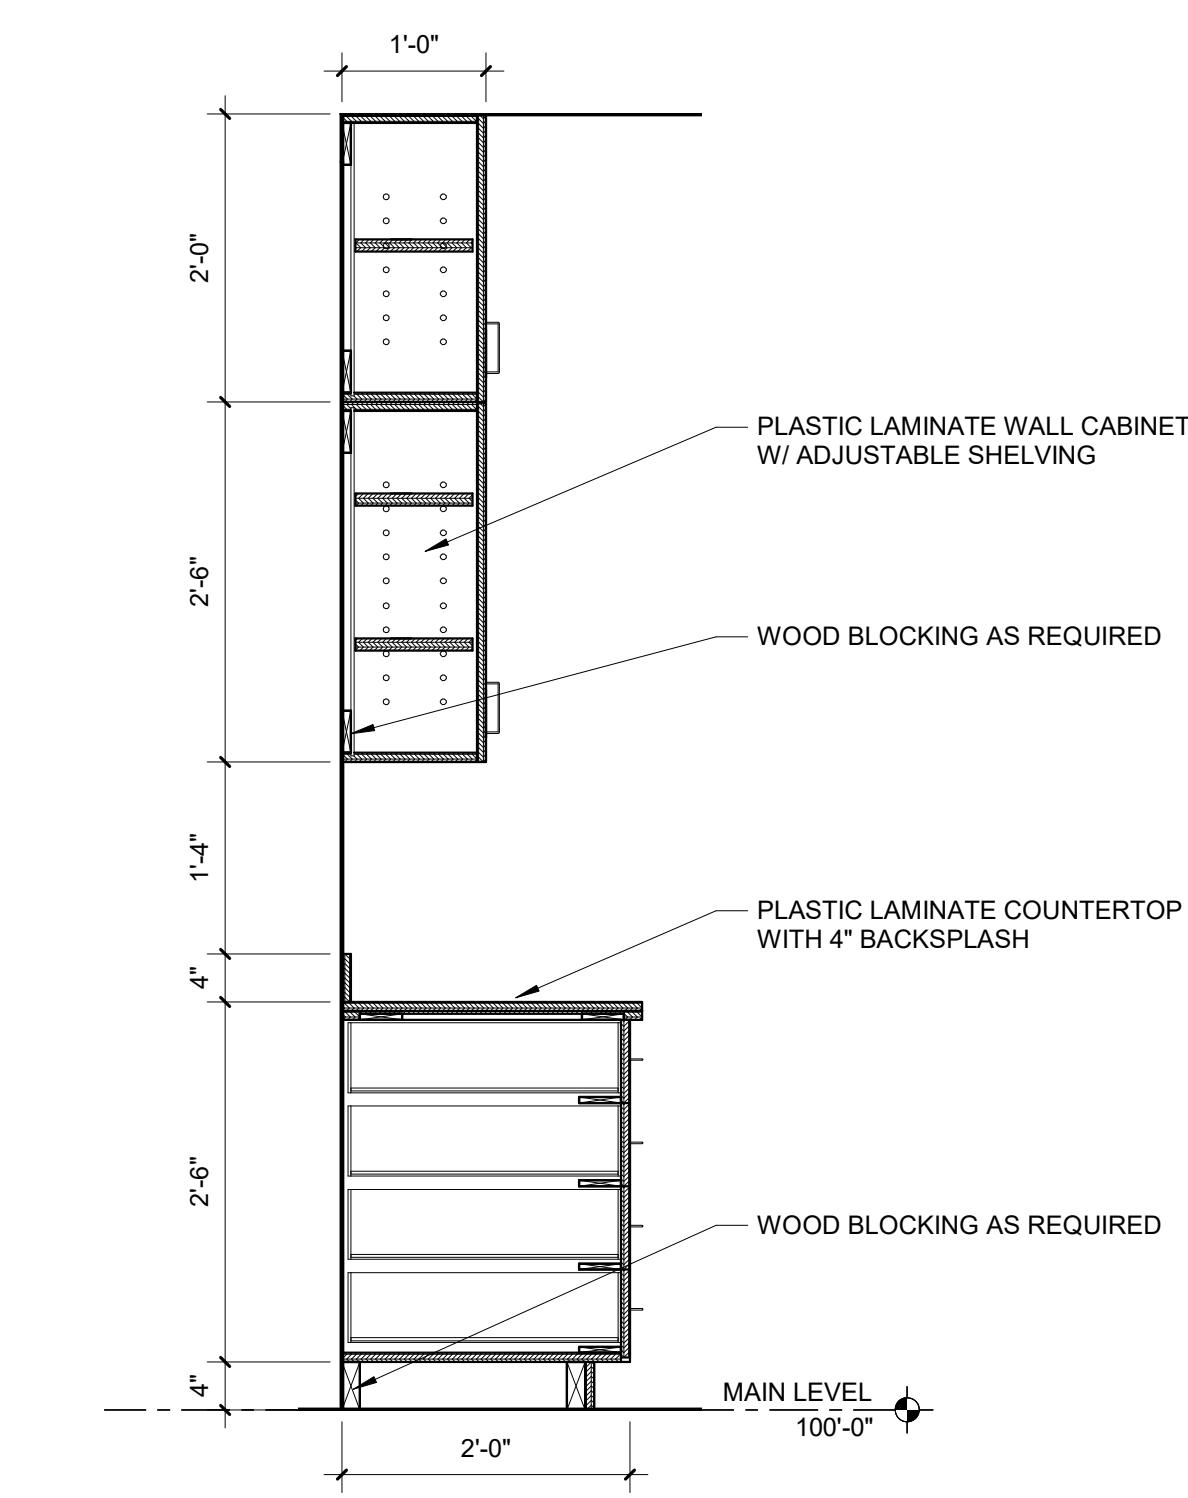 1'-0"
2'-0"
PLASTIC LAMINATE WALL CABINET
W/ ADJUSTABLE SHELVING
2'-6"
WOOD BLOCKING AS REQUIRED
1'-4"
PLASTIC LAMINATE COUNTERTOP
WITH 4" BACKSPLASH
4"
2'-6"
WOOD BLOCKING AS REQUIRED
4"
MAIN LEVEL
100'-0"
2'-0"